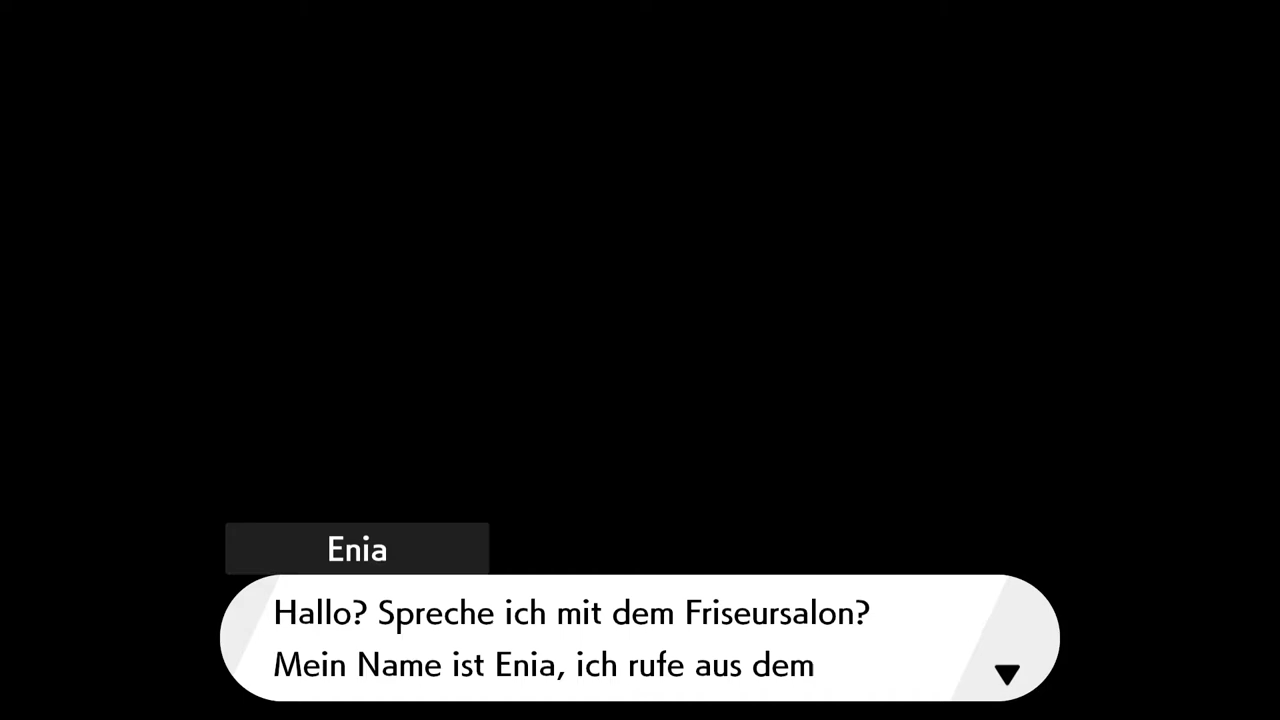 Enia
Hallo? Spreche ich mit dem Friseursalon?
Mein Name ist Enia, ich rufe aus dem